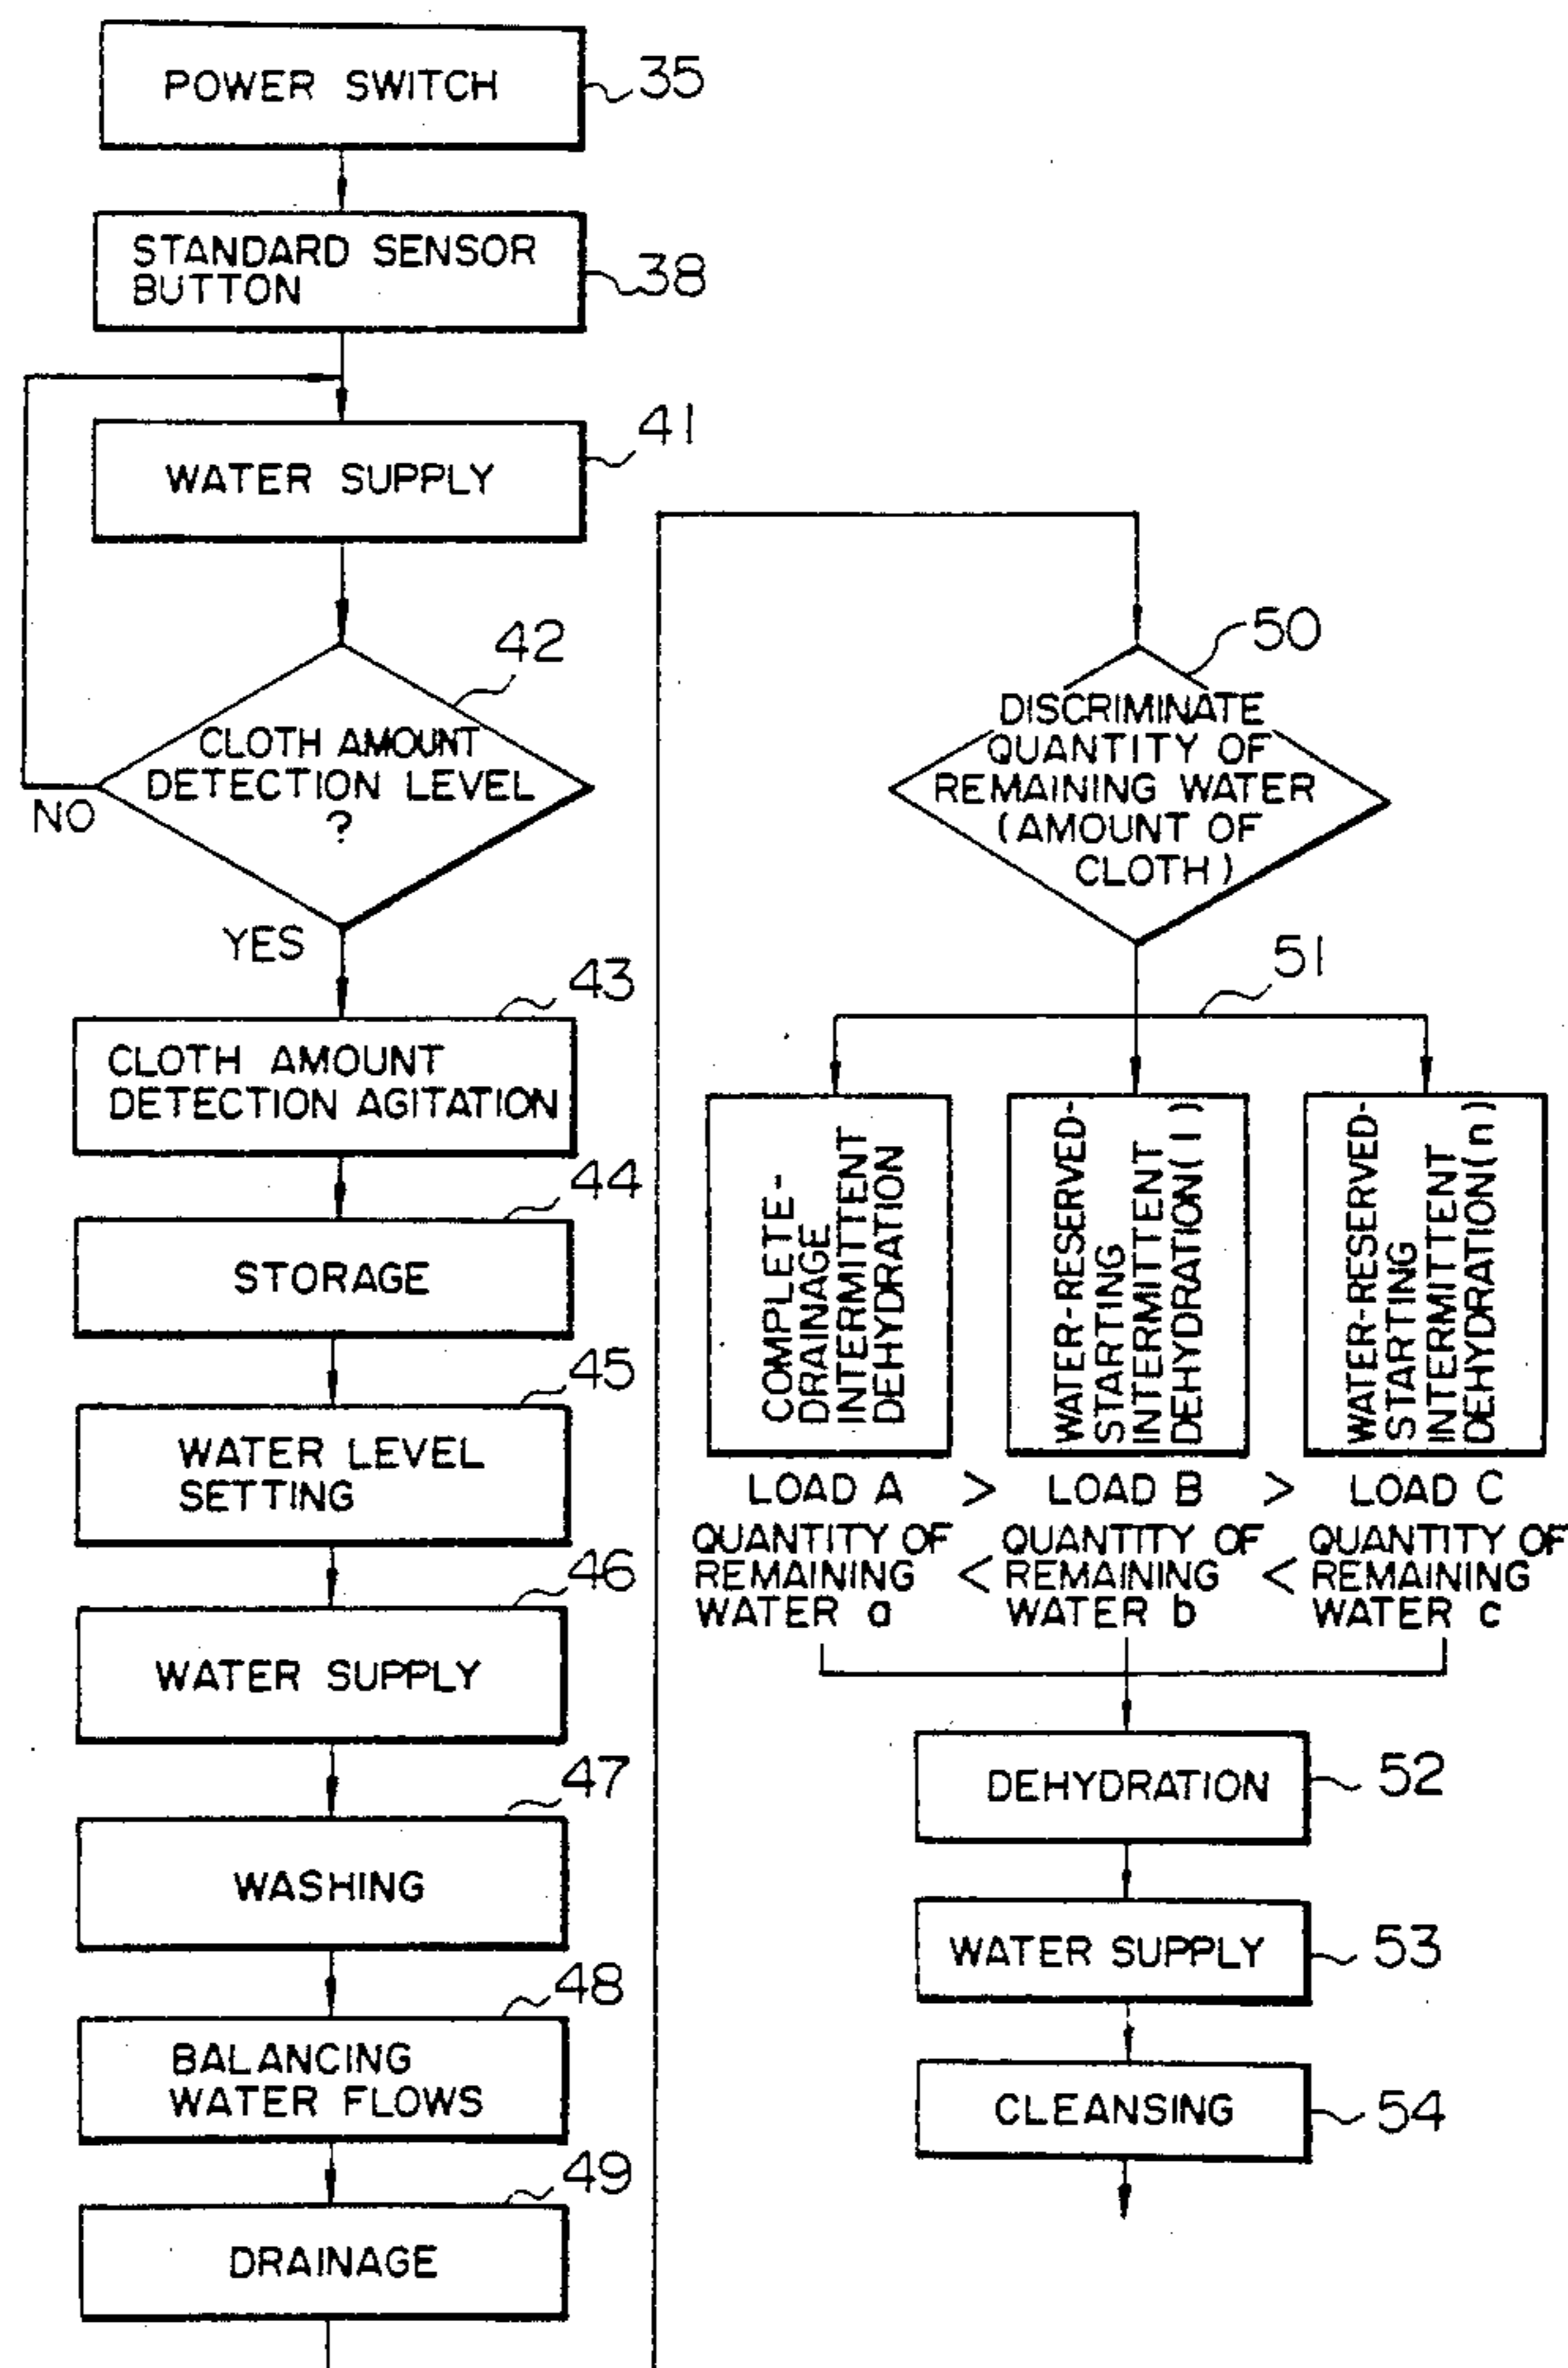 POWER SWITCH
35
STANDARD SENSOR
BUTTON
38
WATER SUPPLY
41
42
CLOTH AMOUNT
DETECTION LEVEL
?
NO
YES
43
CLOTH AMOUNT
DETECTION AGITATION
44
STORAGE
45
WATER LEVEL
SETTING
46
WATER SUPPLY
47
WASHING
48
BALANCING
WATER FLOWS
49
DRAINAGE
50
DISCRIMINATE
QUANTITY OF
REMAINING WATER
(AMOUNT OF
CLOTH)
51
COMPLETE-
DRAINAGE
INTERMITTENT
DEHYDRATION
WATER-RESERVED-
STARTING
INTERMITTENT
DEHYDRATION(1)
WATER-RESERVED-
STARTING
INTERMITTENT
DEHYDRATION(n)
LOAD A > LOAD B > LOAD C
QUANTITY OF QUANTITY OF QUANTITY OF
REMAINING < REMAINING < REMAINING
WATER a WATER b WATER c
DEHYDRATION
52
WATER SUPPLY
53
CLEANSING
54